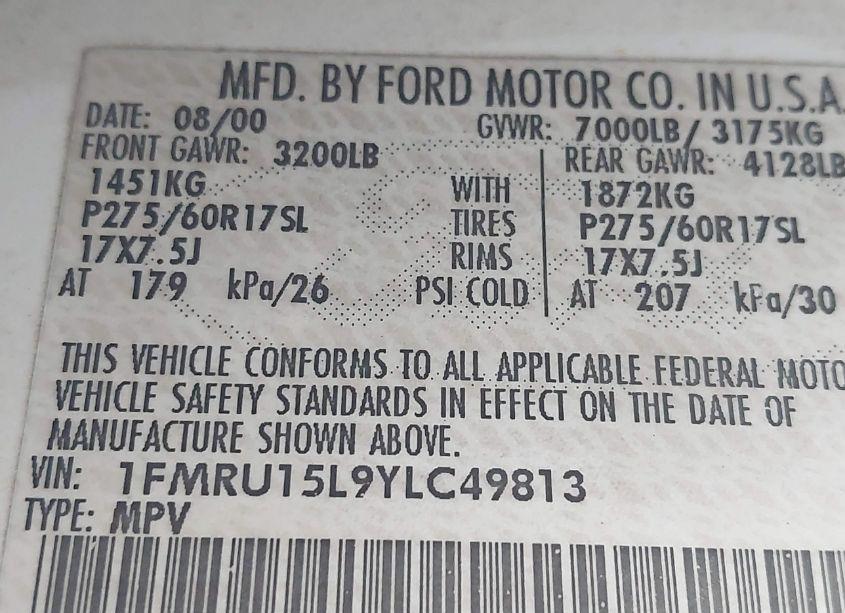 MFD. BY FORD MOTOR CO. IN U.S.A.
DATE: 08/00 GVWR: 7000LB/ 3175KG
FRONT GAWR: 3200LB REAR GAWR: 4128LB
1451KG WITH 1872KG
P275/60R17SL TIRES P275/60R17SL
17X7.5J RIMS 17X7.5J
AT 179 kPa/26 PSI COLD AT 207 kPa/30
THIS VEHICLE CONFORMS TO ALL APPLICABLE FEDERAL MOTO
VEHICLE SAFETY STANDARDS IN EFFECT ON THE DATE OF
MANUFACTURE SHOWN ABOVE.
VIN: 1FMRU15L9YLC49813
TYPE: MPV